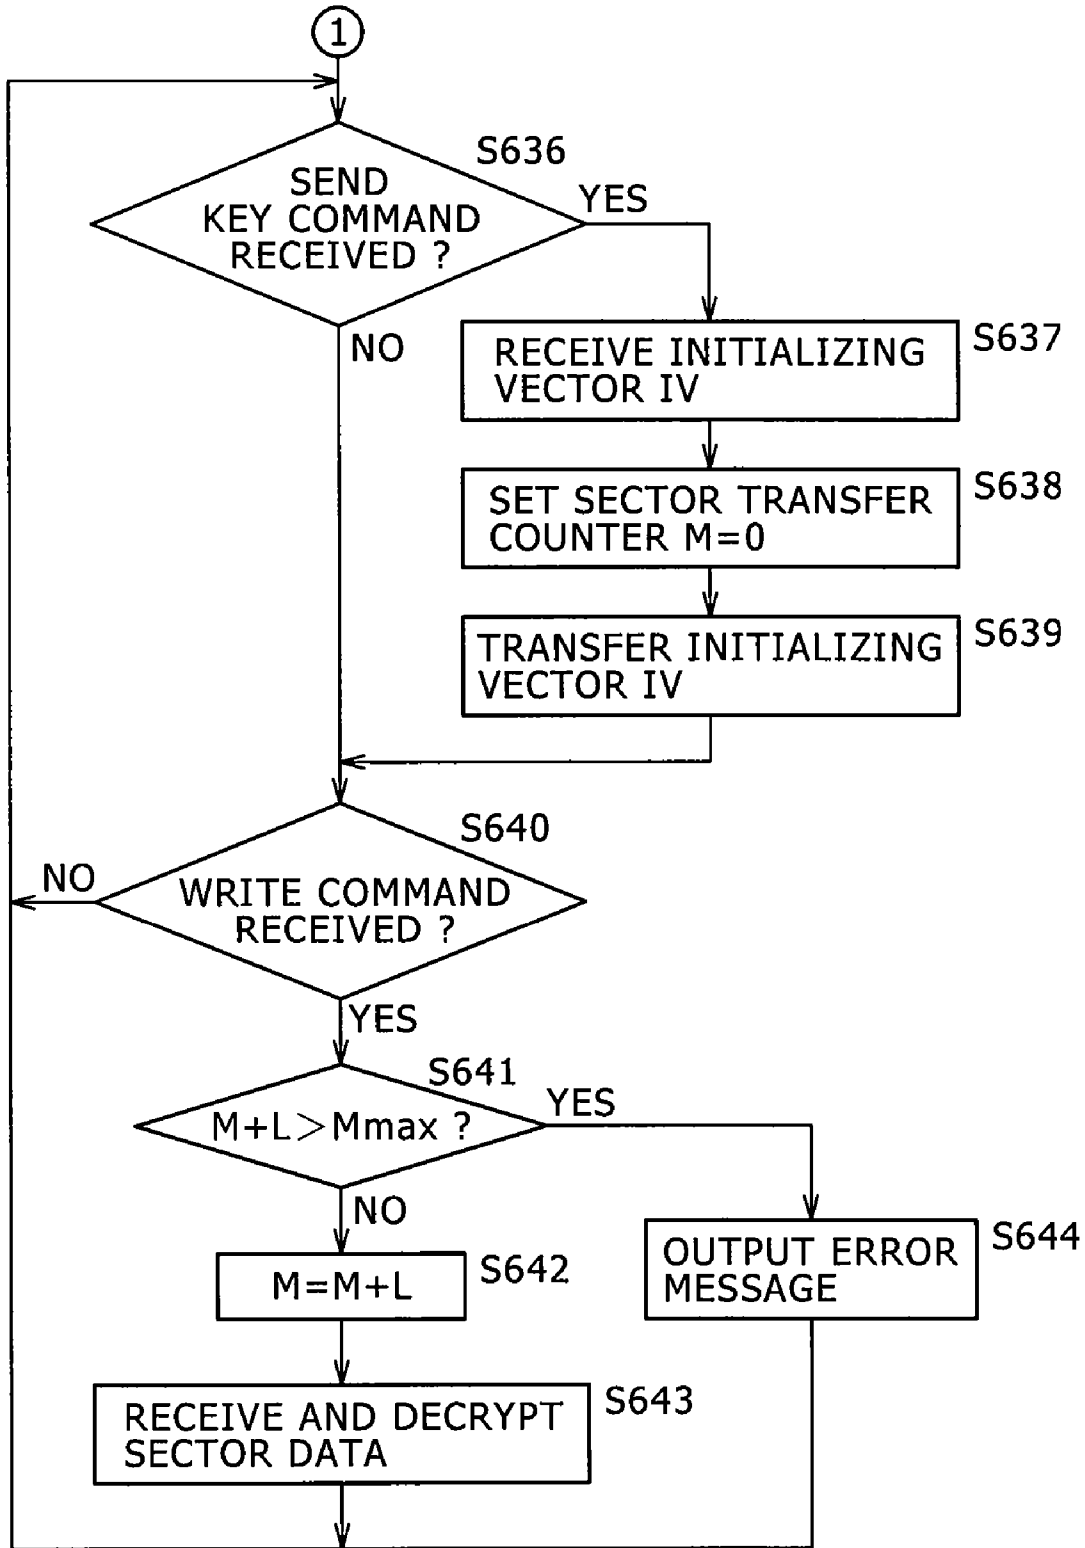 1
S636
SEND
KEY COMMAND
RECEIVED ?
YES
NO
S637
RECEIVE INITIALIZING
VECTOR IV
S638
SET SECTOR TRANSFER
COUNTER M=0
S639
TRANSFER INITIALIZING
VECTOR IV
S640
NO
WRITE COMMAND
RECEIVED ?
YES
S641
M+L>Mmax ?
YES
NO
S642
M=M+L
S644
OUTPUT ERROR
MESSAGE
S643
RECEIVE AND DECRYPT
SECTOR DATA